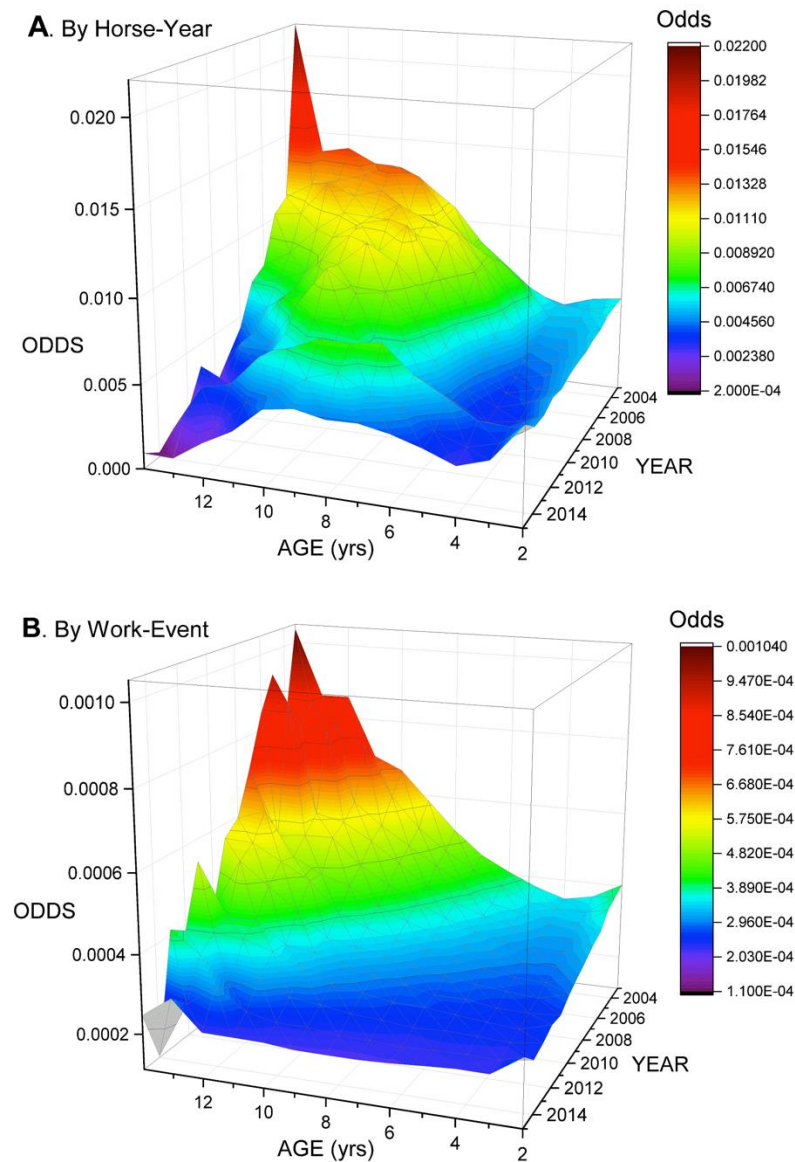 A. By Horse-Year
Odds
0.02200
0.01982
0.01764
0.01546
0.01328
0.01110
0.008920
0.006740
0.004560
0.002380
2.000E-04
0.020
0.015
0.010
0.005
0.000
ODDS
12
10
8
6
4
2
AGE (yrs)
2004
2006
2008
2010
2012
2014
YEAR
B. By Work-Event
Odds
0.001040
9.470E-04
8.540E-04
7.610E-04
6.680E-04
5.750E-04
4.820E-04
3.890E-04
2.960E-04
2.030E-04
1.100E-04
0.0010
0.0008
0.0006
0.0004
0.0002
ODDS
12
10
8
6
4
2
AGE (yrs)
2004
2006
2008
2010
2012
2014
YEAR